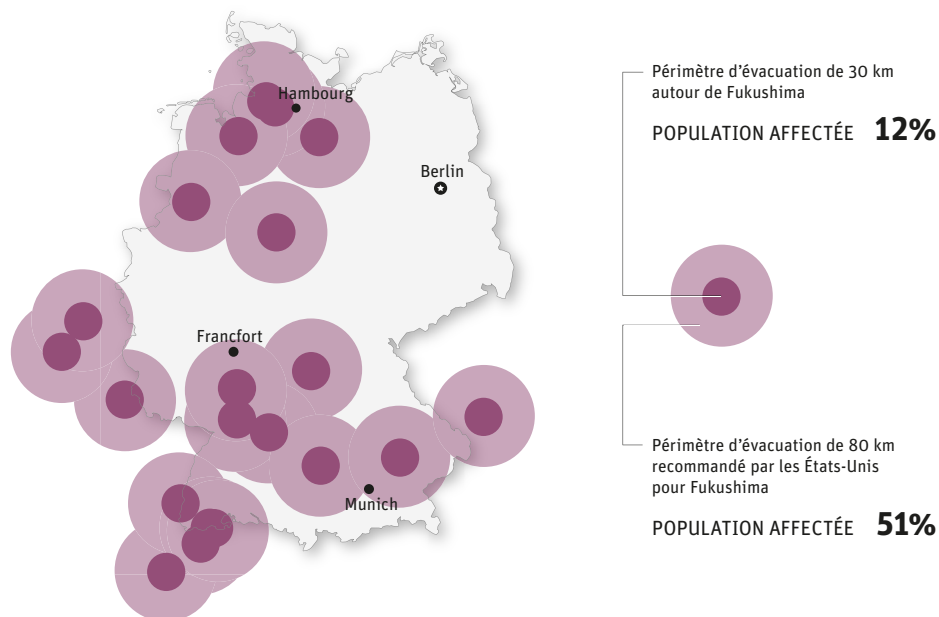 Hambourg
Berlin
Francfort
Munich
Périmètre d'évacuation de 30 km
autour de Fukushima
POPULATION AFFECTÉE 12%
Périmètre d'évacuation de 80 km
recommandé par les États-Unis
pour Fukushima
POPULATION AFFECTÉE 51%